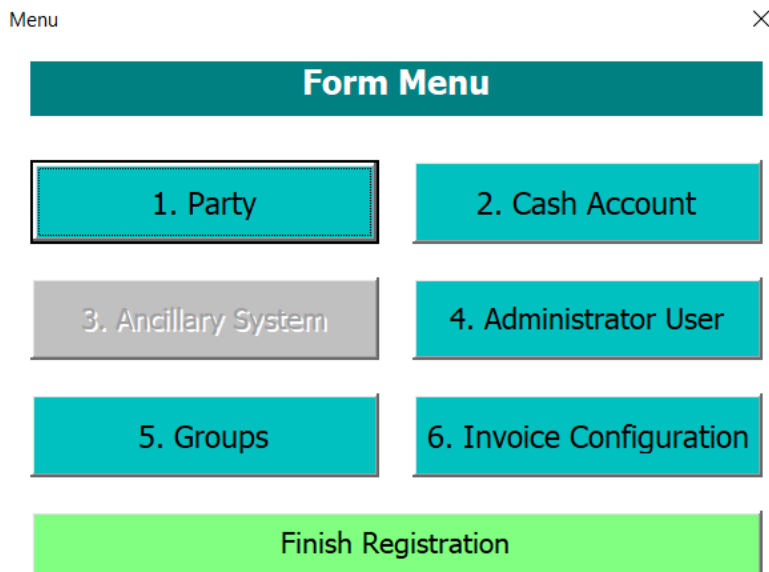 Menu
Form Menu
1. Party
2. Cash Account
3. Ancillary System
4. Administrator User
5. Groups
6. Invoice Configuration
Finish Registration